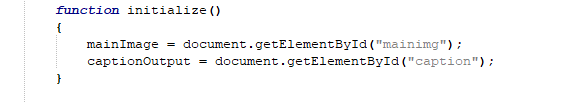 function initialize()
{
    mainImage = document.getElementById("mainimg");
    captionOutput = document.getElementById("caption");
}